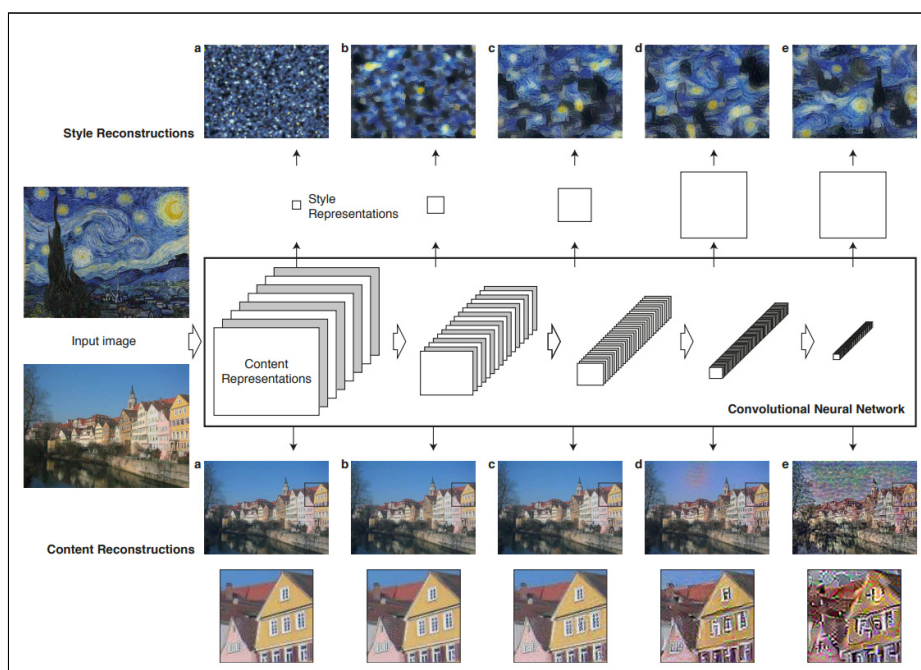 a b c d e
Style Reconstructions
Style
Representations
Input image
Content
Representations
Convolutional Neural Network
a b c d e
Content Reconstructions